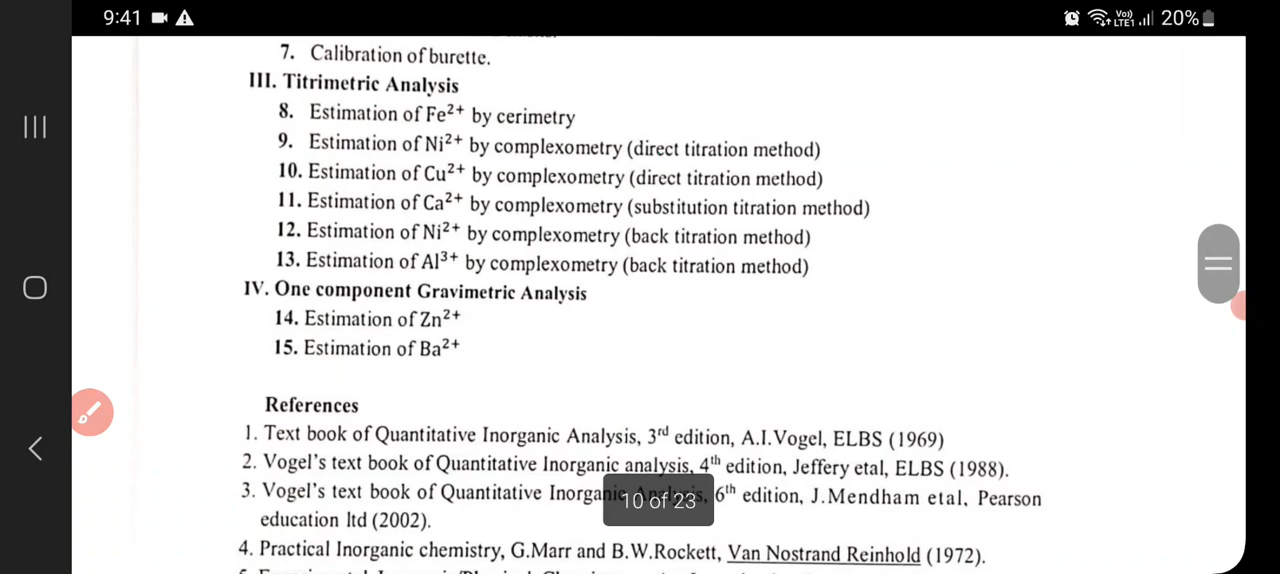 9:41 Vo) LTE1 20%
7. Calibration of burette.
III. Titrimetric Analysis
8. Estimation of Fe²⁺ by cerimetry
9. Estimation of Ni²⁺ by complexometry (direct titration method)
10. Estimation of Cu²⁺ by complexometry (direct titration method)
11. Estimation of Ca²⁺ by complexometry (substitution titration method)
12. Estimation of Ni²⁺ by complexometry (back titration method)
13. Estimation of Al³⁺ by complexometry (back titration method)
IV. One component Gravimetric Analysis
14. Estimation of Zn²⁺
15. Estimation of Ba²⁺
References
1. Text book of Quantitative Inorganic Analysis, 3rd edition, A.I.Vogel, ELBS (1969)
2. Vogel's text book of Quantitative Inorganic analysis, 4th edition, Jeffery etal, ELBS (1988).
3. Vogel's text book of Quantitative Inorganic Analysis, 6th edition, J.Mendham etal, Pearson
10 of 23
education ltd (2002).
4. Practical Inorganic chemistry, G.Marr and B.W.Rockett, Van Nostrand Reinhold (1972).